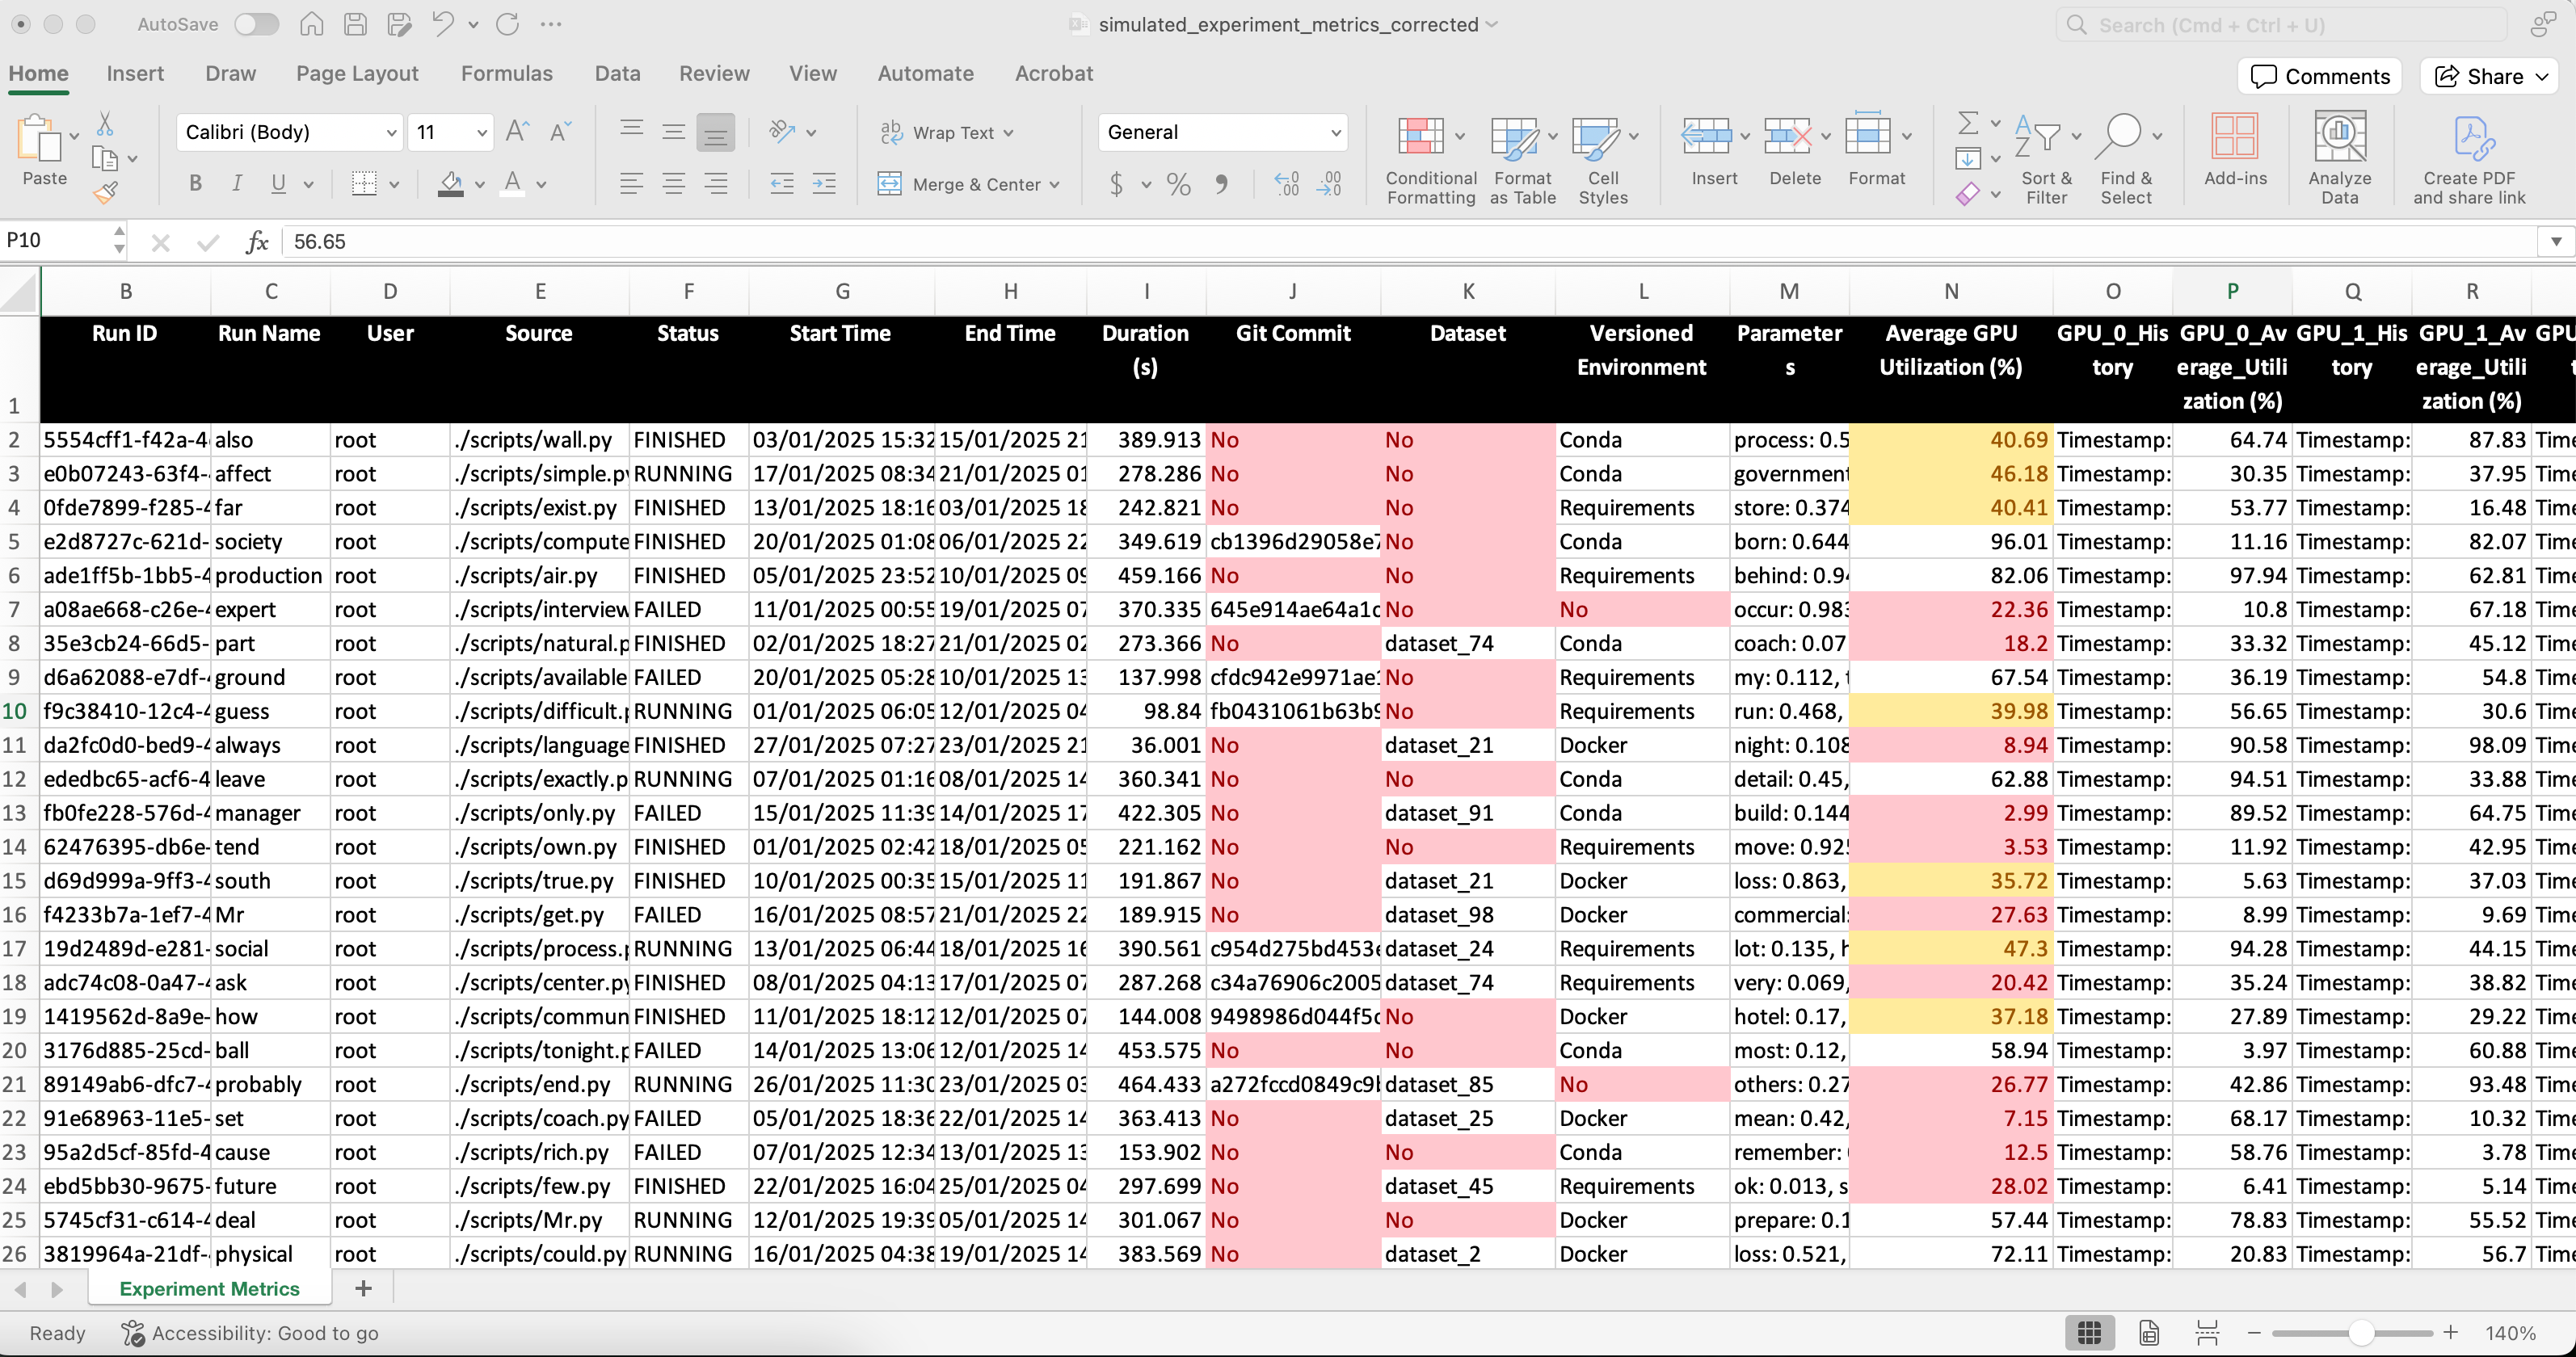 AutoSave
simulated_experiment_metrics_corrected
Search (Cmd + Ctrl + U)
Home Insert Draw Page Layout Formulas Data Review View Automate Acrobat
Comments Share
Paste
Calibri (Body) 11
Wrap Text
Merge & Center
General
Conditional Formatting
Format as Table
Cell Styles
Insert Delete Format
Sort & Filter
Find & Select
Add-ins
Analyze Data
Create PDF and share link
P10 fx 56.65
B C D E F G H I J K L M N O P Q R
1 Run ID Run Name User Source Status Start Time End Time Duration (s) Git Commit Dataset Versioned Environment Parameters Average GPU Utilization (%) GPU_0_History GPU_0_Average_Utilization (%) GPU_1_History GPU_1_Average_Utilization (%) GPU
2 5554cff1-f42a-4 also root ./scripts/wall.py FINISHED 03/01/2025 15:32 15/01/2025 21 389.913 No No Conda process: 0.5 40.69 Timestamp: 64.74 Timestamp: 87.83 Time
3 e0b07243-63f4- affect root ./scripts/simple.py RUNNING 17/01/2025 08:34 21/01/2025 01 278.286 No No Conda government 46.18 Timestamp: 30.35 Timestamp: 37.95 Time
4 0fde7899-f285-4 far root ./scripts/exist.py FINISHED 13/01/2025 18:16 03/01/2025 18 242.821 No No Requirements store: 0.374 40.41 Timestamp: 53.77 Timestamp: 16.48 Time
5 e2d8727c-621d- society root ./scripts/compute FINISHED 20/01/2025 01:08 06/01/2025 22 349.619 cb1396d29058e7 No Conda born: 0.644 96.01 Timestamp: 11.16 Timestamp: 82.07 Time
6 ade1ff5b-1bb5-4 production root ./scripts/air.py FINISHED 05/01/2025 23:52 10/01/2025 09 459.166 No No Requirements behind: 0.9 82.06 Timestamp: 97.94 Timestamp: 62.81 Time
7 a08ae668-c26e-4 expert root ./scripts/interview FAILED 11/01/2025 00:55 19/01/2025 07 370.335 645e914ae64a1c No No occur: 0.983 22.36 Timestamp: 10.8 Timestamp: 67.18 Time
8 35e3cb24-66d5- part root ./scripts/natural.p FINISHED 02/01/2025 18:27 21/01/2025 02 273.366 No dataset_74 Conda coach: 0.07 18.2 Timestamp: 33.32 Timestamp: 45.12 Time
9 d6a62088-e7df- ground root ./scripts/available FAILED 20/01/2025 05:28 10/01/2025 13 137.998 cfdc942e9971ae No Requirements my: 0.112, 67.54 Timestamp: 36.19 Timestamp: 54.8 Time
10 f9c38410-12c4-4 guess root ./scripts/difficult. RUNNING 01/01/2025 06:05 12/01/2025 04 98.84 fb0431061b63b9 No Requirements run: 0.468, 39.98 Timestamp: 56.65 Timestamp: 30.6 Time
11 da2fc0d0-bed9-4 always root ./scripts/language FINISHED 27/01/2025 07:27 23/01/2025 21 36.001 No dataset_21 Docker night: 0.108 8.94 Timestamp: 90.58 Timestamp: 98.09 Time
12 ededbc65-acf6-4 leave root ./scripts/exactly.p RUNNING 07/01/2025 01:16 08/01/2025 14 360.341 No No Conda detail: 0.45, 62.88 Timestamp: 94.51 Timestamp: 33.88 Time
13 fb0fe228-576d-4 manager root ./scripts/only.py FAILED 15/01/2025 11:39 14/01/2025 17 422.305 No dataset_91 Conda build: 0.144 2.99 Timestamp: 89.52 Timestamp: 64.75 Time
14 62476395-db6e- tend root ./scripts/own.py FINISHED 01/01/2025 02:42 18/01/2025 05 221.162 No No Requirements move: 0.925 3.53 Timestamp: 11.92 Timestamp: 42.95 Time
15 d69d999a-9ff3-4 south root ./scripts/true.py FINISHED 10/01/2025 00:35 15/01/2025 11 191.867 No dataset_21 Docker loss: 0.863, 35.72 Timestamp: 5.63 Timestamp: 37.03 Time
16 f4233b7a-1ef7-4 Mr root ./scripts/get.py FAILED 16/01/2025 08:57 21/01/2025 22 189.915 No dataset_98 Docker commercial: 27.63 Timestamp: 8.99 Timestamp: 9.69 Time
17 19d2489d-e281- social root ./scripts/process. RUNNING 13/01/2025 06:44 18/01/2025 16 390.561 c954d275bd453e dataset_24 Requirements lot: 0.135, h 47.3 Timestamp: 94.28 Timestamp: 44.15 Time
18 adc74c08-0a47-4 ask root ./scripts/center.py FINISHED 08/01/2025 04:13 17/01/2025 07 287.268 c34a76906c2005 dataset_74 Requirements very: 0.069, 20.42 Timestamp: 35.24 Timestamp: 38.82 Time
19 1419562d-8a9e- how root ./scripts/commun FINISHED 11/01/2025 18:12 12/01/2025 07 144.008 9498986d044f5c No Docker hotel: 0.17, 37.18 Timestamp: 27.89 Timestamp: 29.22 Time
20 3176d885-25cd- ball root ./scripts/tonight.p FAILED 14/01/2025 13:06 12/01/2025 14 453.575 No No Conda most: 0.12, 58.94 Timestamp: 3.97 Timestamp: 60.88 Time
21 89149ab6-dfc7-4 probably root ./scripts/end.py RUNNING 26/01/2025 11:30 23/01/2025 03 464.433 a272fccd0849c9b dataset_85 No others: 0.27 26.77 Timestamp: 42.86 Timestamp: 93.48 Time
22 91e68963-11e5- set root ./scripts/coach.py FAILED 05/01/2025 18:36 22/01/2025 14 363.413 No dataset_25 Docker mean: 0.42, 7.15 Timestamp: 68.17 Timestamp: 10.32 Time
23 95a2d5cf-85fd-4 cause root ./scripts/rich.py FAILED 07/01/2025 12:34 13/01/2025 13 153.902 No No Conda remember: 12.5 Timestamp: 58.76 Timestamp: 3.78 Time
24 ebd5bb30-9675- future root ./scripts/few.py FINISHED 22/01/2025 16:04 25/01/2025 04 297.699 No dataset_45 Requirements ok: 0.013, s 28.02 Timestamp: 6.41 Timestamp: 5.14 Time
25 5745cf31-c614-4 deal root ./scripts/Mr.py RUNNING 12/01/2025 19:39 05/01/2025 14 301.067 No No Docker prepare: 0.1 57.44 Timestamp: 78.83 Timestamp: 55.52 Time
26 3819964a-21df- physical root ./scripts/could.py RUNNING 16/01/2025 04:38 19/01/2025 14 383.569 No dataset_2 Docker loss: 0.521, 72.11 Timestamp: 20.83 Timestamp: 56.7 Time
Experiment Metrics
Ready Accessibility: Good to go 140%